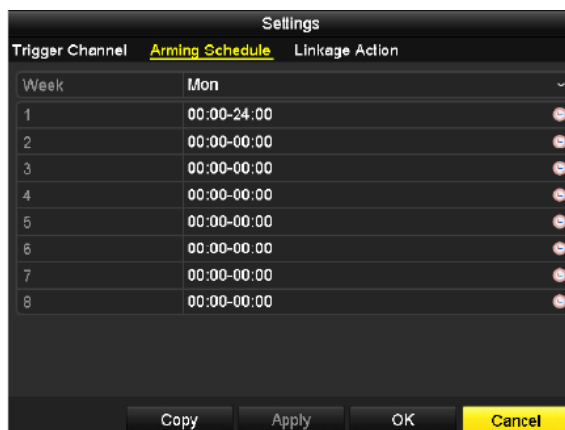 Settings
Trigger Channel Arming Schedule Linkage Action
Week Mon
1 00:00-24:00
2 00:00-00:00
3 00:00-00:00
4 00:00-00:00
5 00:00-00:00
6 00:00-00:00
7 00:00-00:00
8 00:00-00:00
Copy Apply OK Cancel